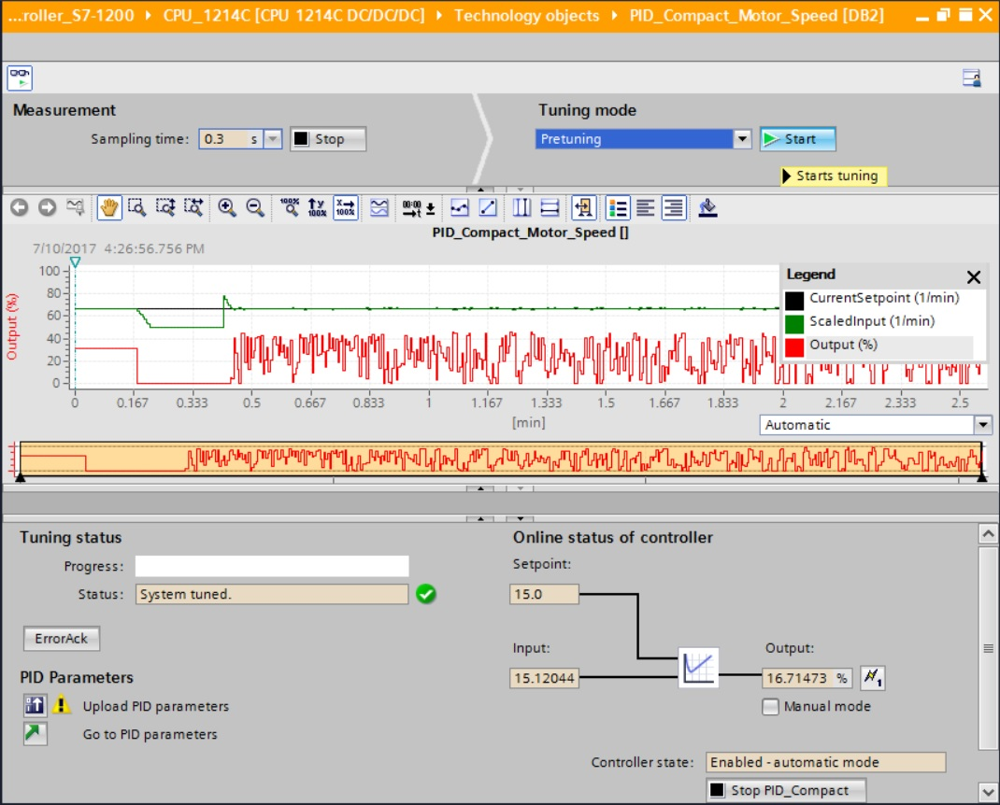 ...roller_S7-1200 CPU_1214C [CPU 1214C DC/DC/DC] Technology objects PID_Compact_Motor_Speed [DB2]
Measurement
Tuning mode
Sampling time: 0.3 s Stop
Pretuning Start
Starts tuning
100% 100% 100% 00:00
PID_Compact_Motor_Speed []
7/10/2017 4:26:56.756 PM
Output (%)
100
80
60
40
20
0
Legend
CurrentSetpoint (1/min)
ScaledInput (1/min)
Output (%)
0 0.167 0.333 0.5 0.667 0.833 1 1.167 1.333 1.5 1.667 1.833 2 2.167 2.333 2.5
[min]
Automatic
Tuning status
Progress:
Status: System tuned.
ErrorAck
PID Parameters
Upload PID parameters
Go to PID parameters
Online status of controller
Setpoint:
15.0
Input: Output:
15.12044 16.71473 %
Manual mode
Controller state: Enabled - automatic mode
Stop PID_Compact